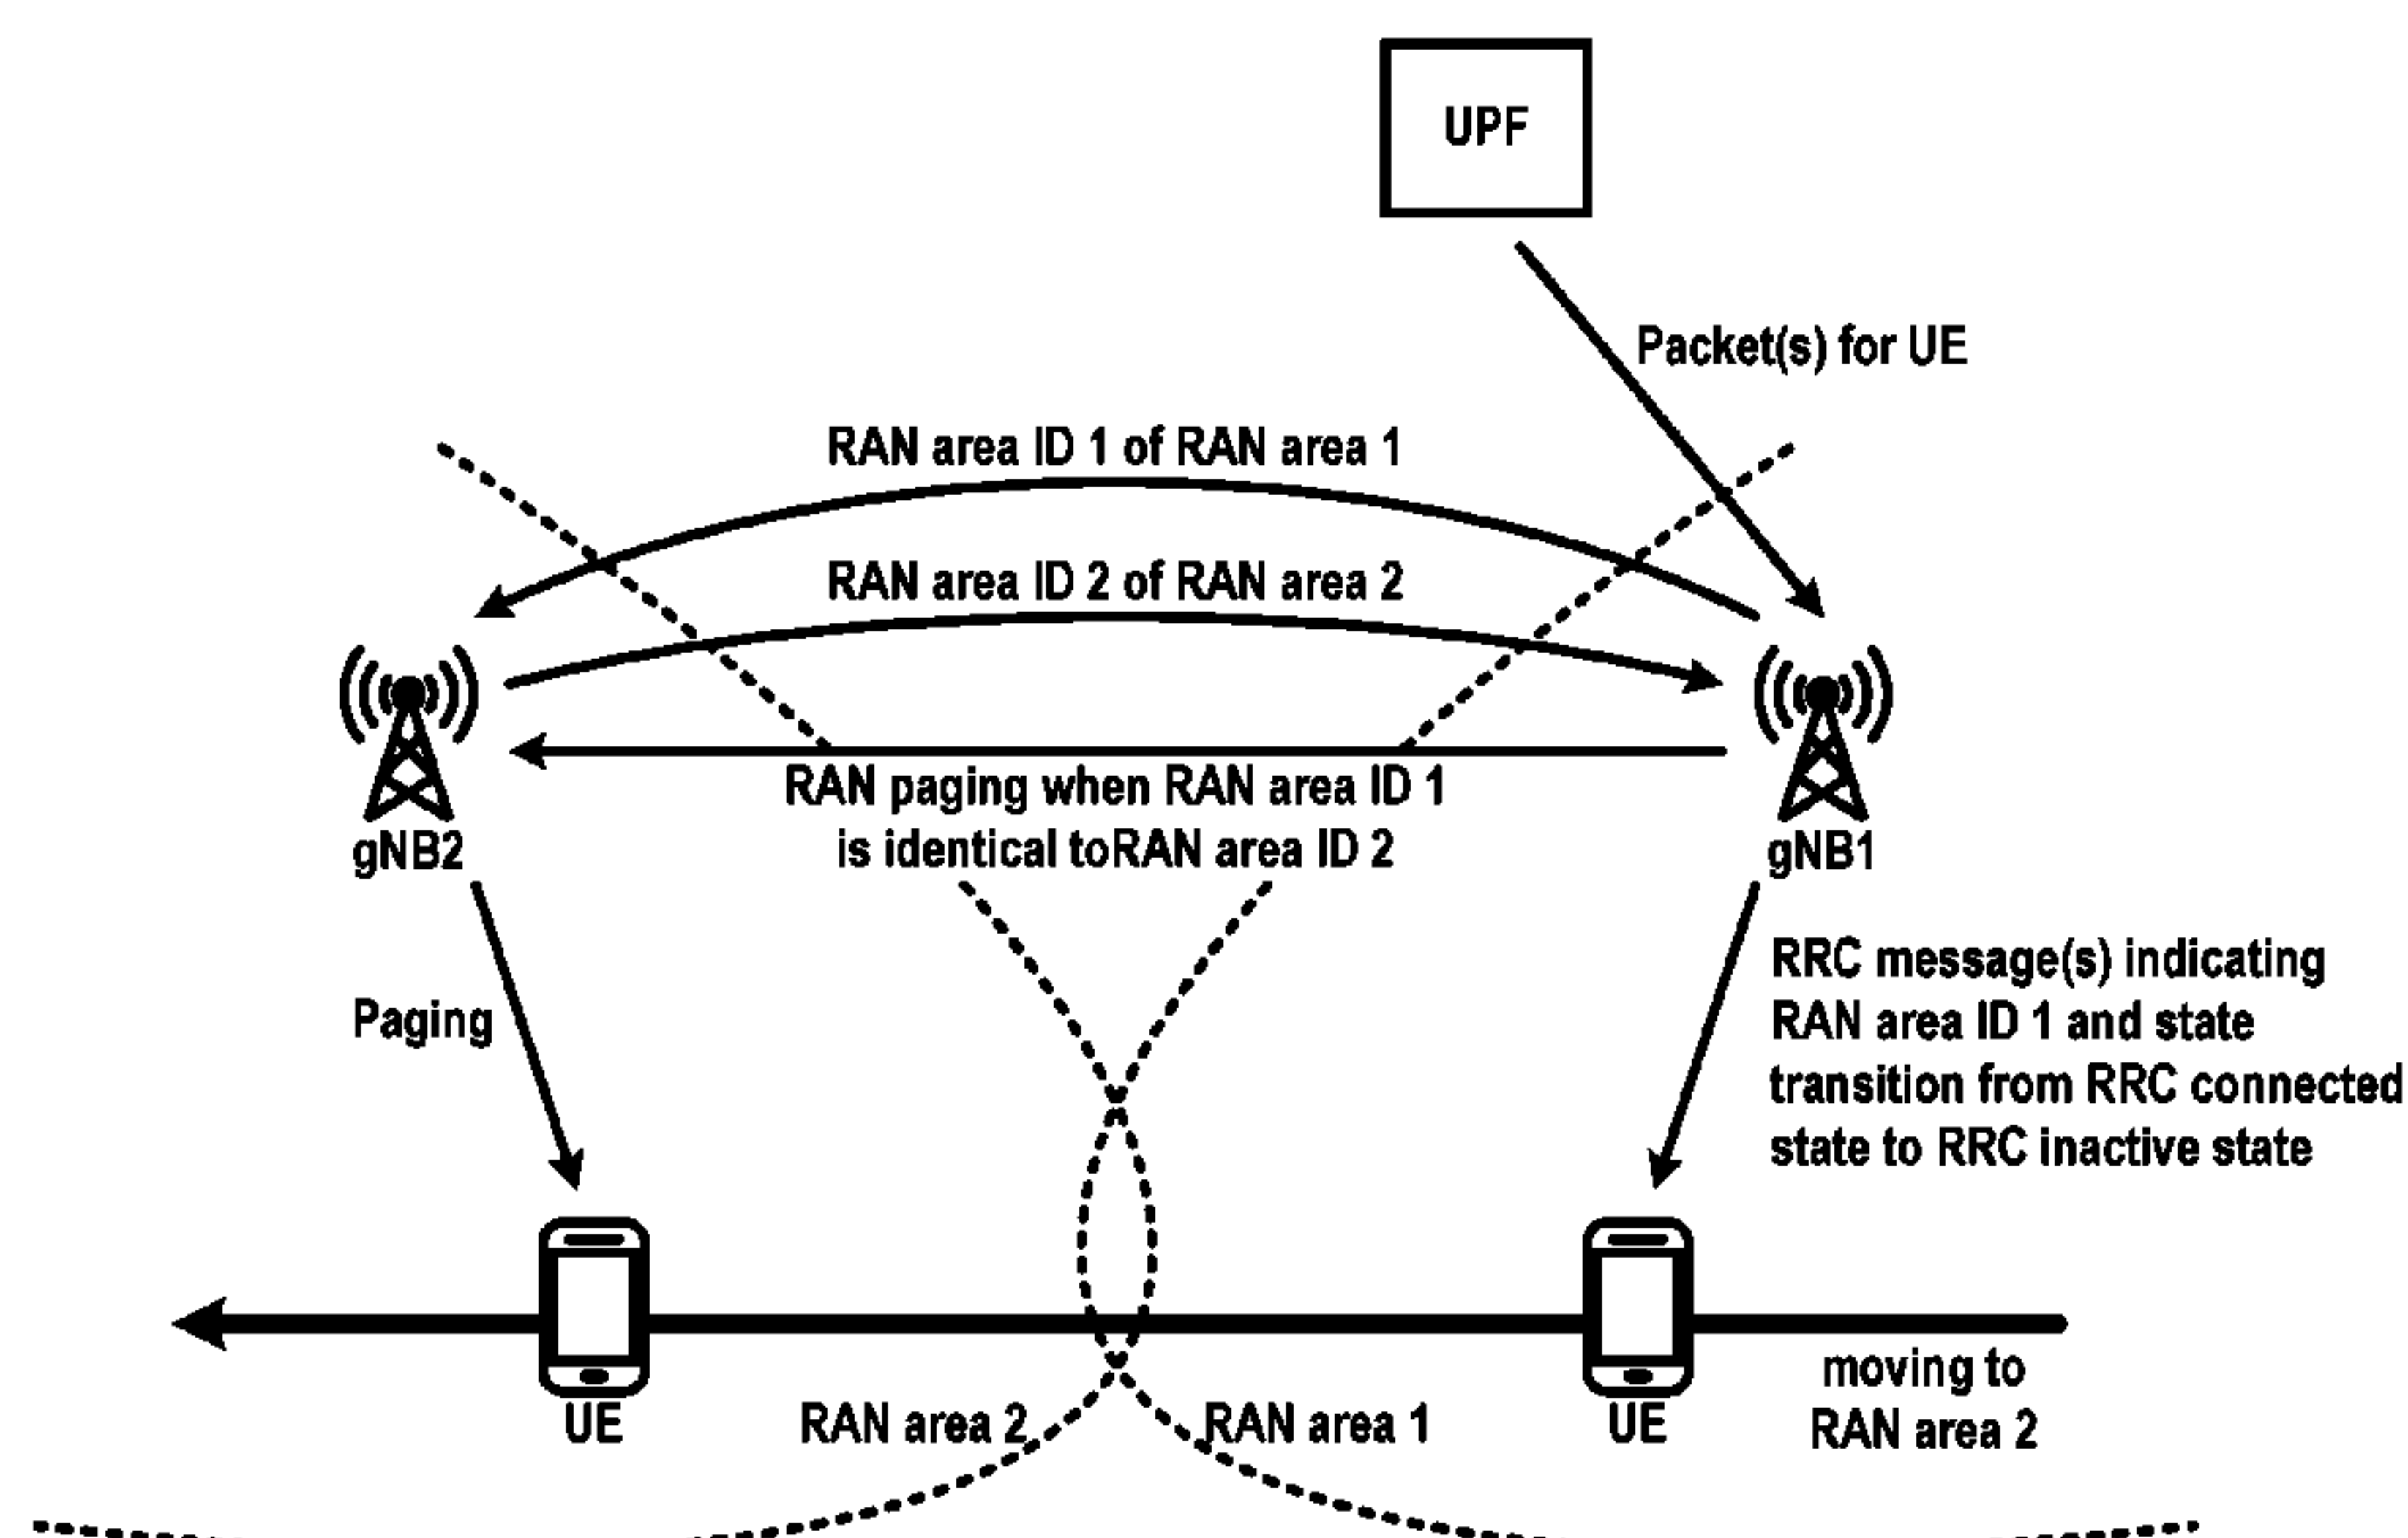 UPF
Packet(s) for UE
RAN area ID 1 of RAN area 1
RAN area ID 2 of RAN area 2
RAN paging when RAN area ID 1
is identical toRAN area ID 2
gNB2
gNB1
Paging
RRC message(s) indicating
RAN area ID 1 and state
transition from RRC connected
state to RRC inactive state
moving to
RAN area 2
UE
RAN area 2
RAN area 1
UE